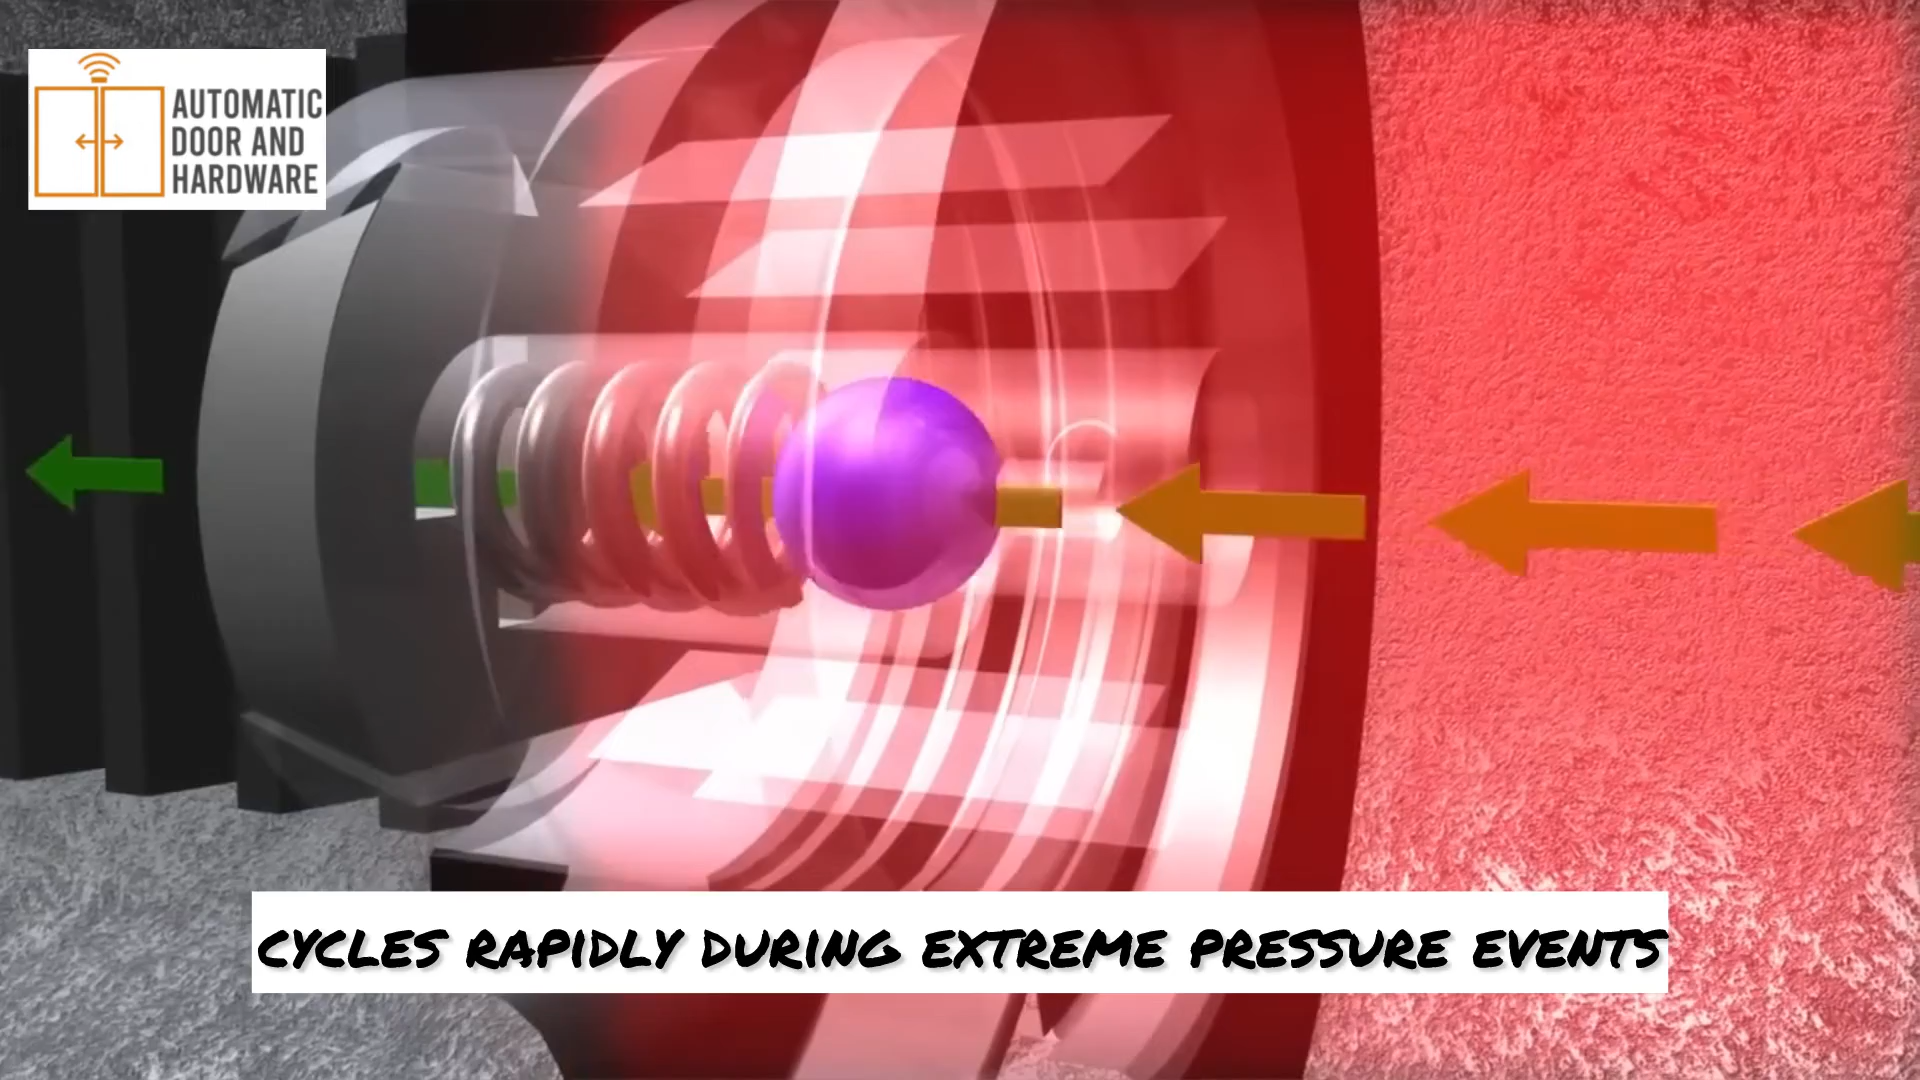 AUTOMATIC
DOOR AND
HARDWARE
CYCLES RAPIDLY DURING EXTREME PRESSURE EVENTS